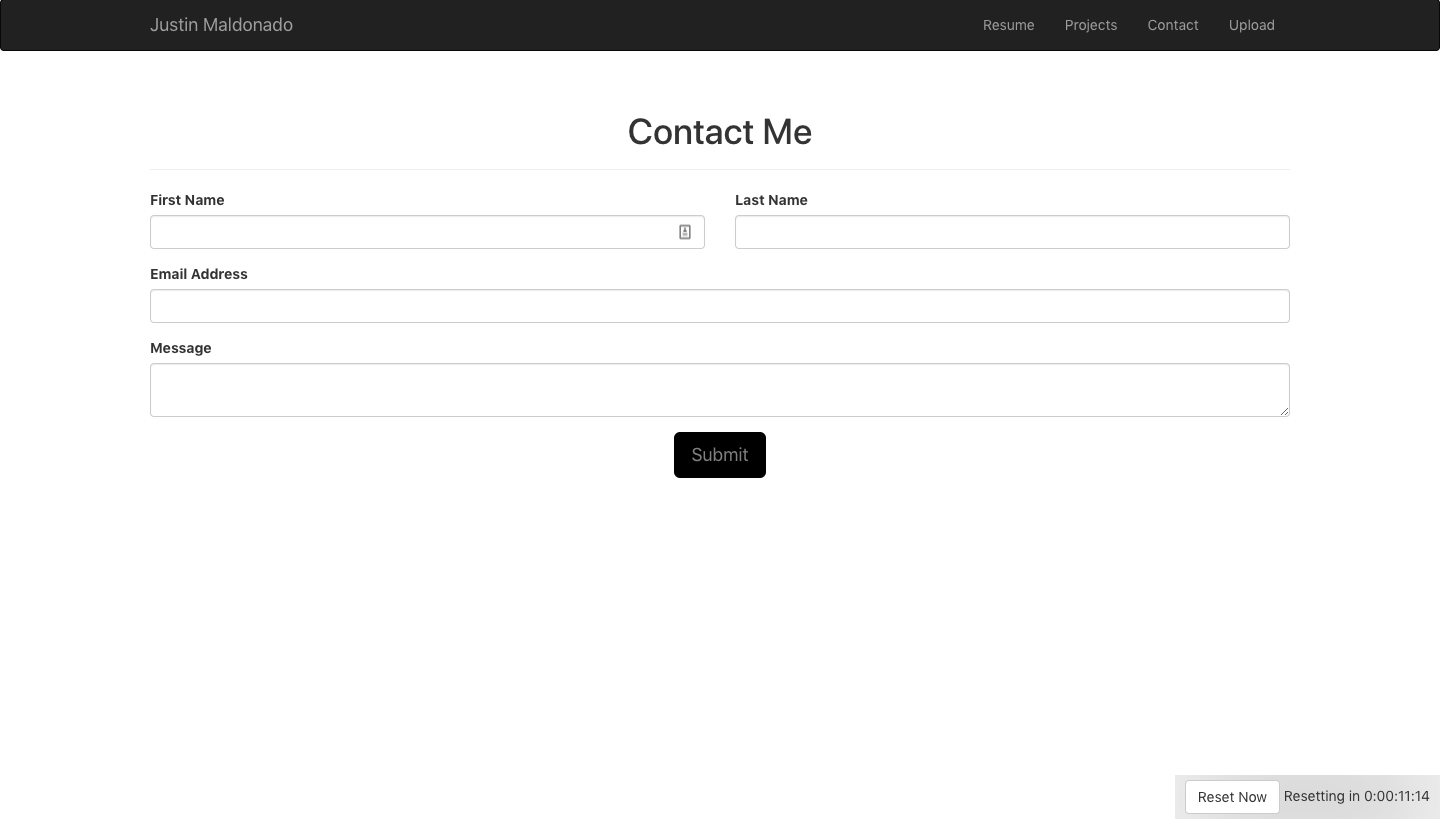 Justin Maldonado
Resume Projects Contact Upload
Contact Me
First Name
Last Name
Email Address
Message
Submit
Reset Now Resetting in 0:00:11:14